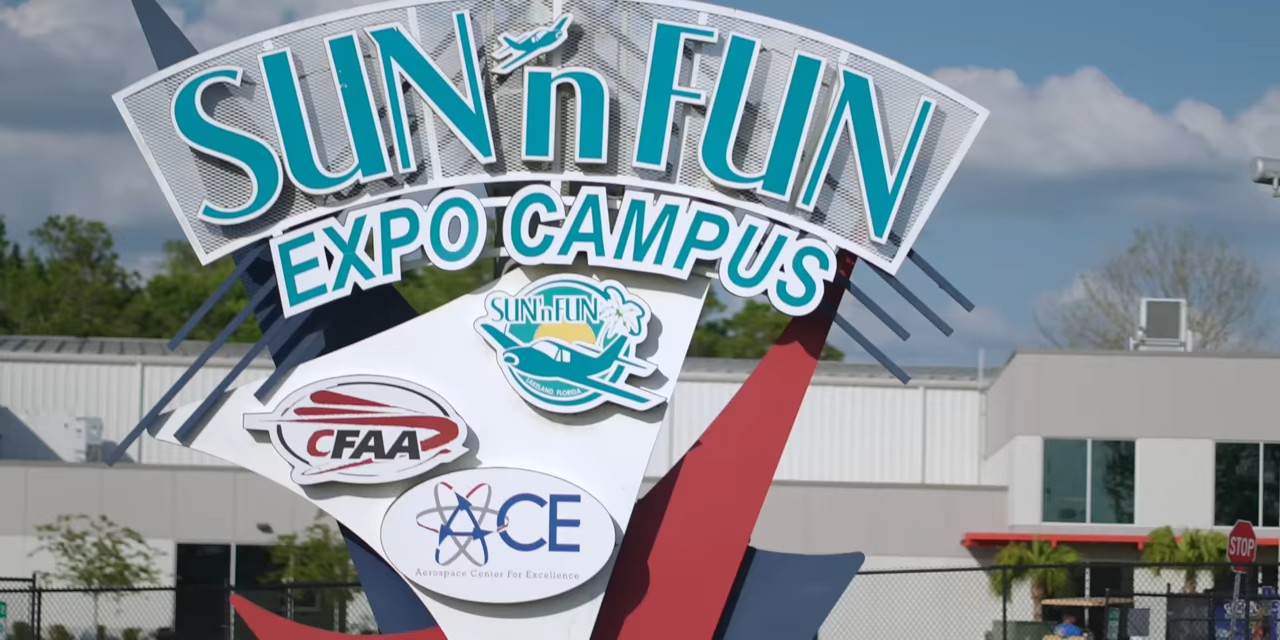 SUN 'n FUN
EXPO CAMPUS
SUN 'n FUN
LAKELAND, FLORIDA
CFAA
ACE
Aerospace Center For Excellence
STOP